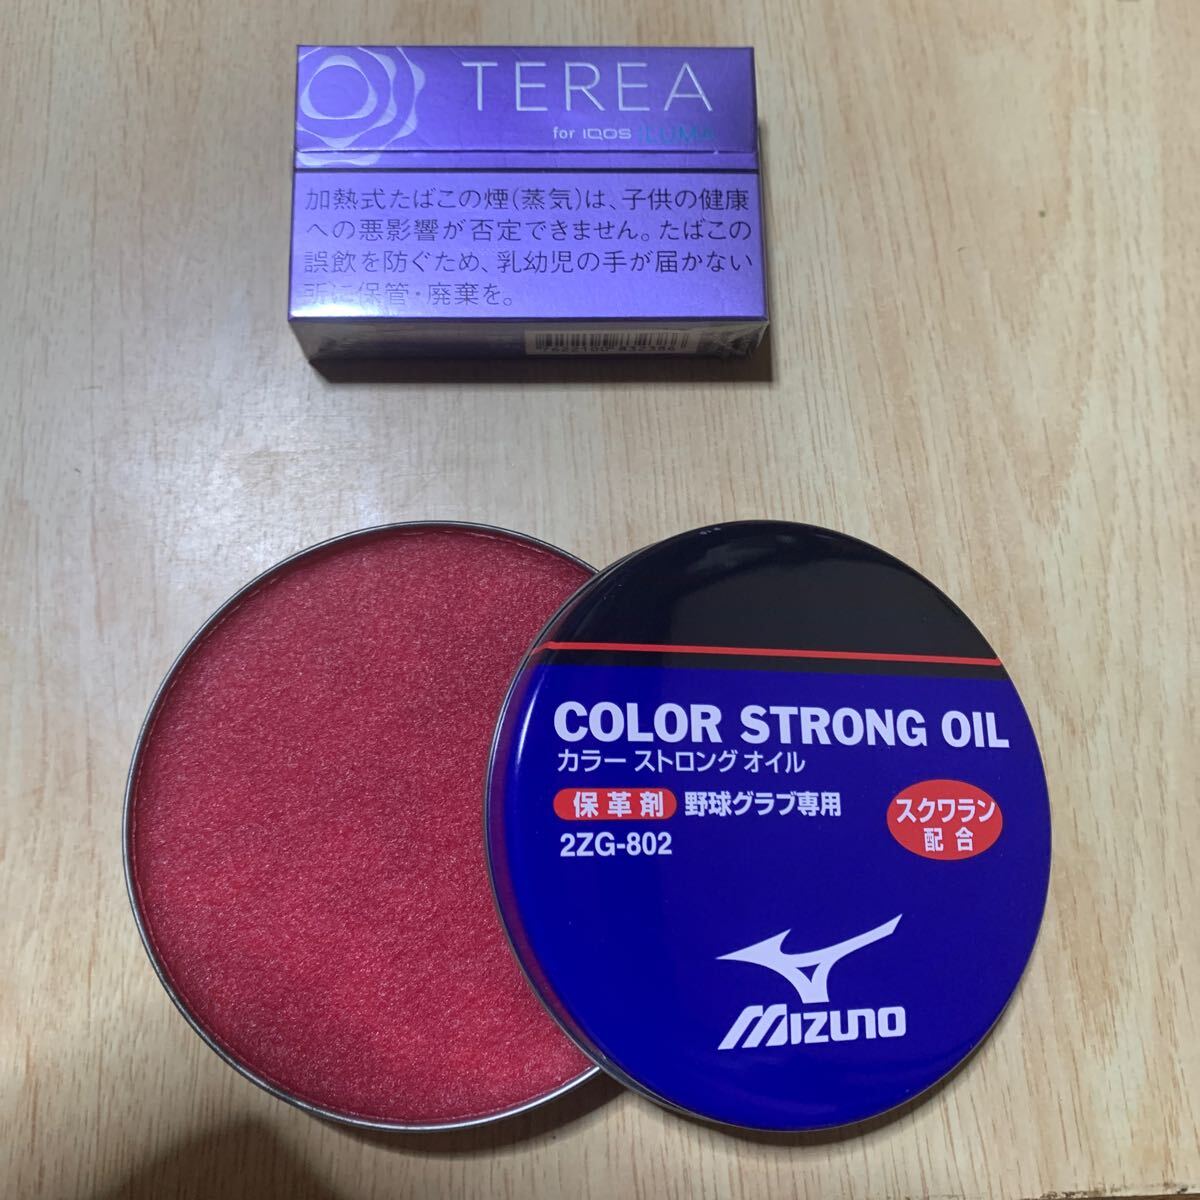 TEREA
for IQOS ILUMA
加熱式たばこの煙(蒸気)は、子供の健康
への悪影響が否定できません。たばこの
誤飲を防ぐため、乳幼児の手が届かない
所に保管・廃棄を。
7622100 832386
COLOR STRONG OIL
カラー ストロング オイル
保革剤 野球グラブ専用
2ZG-802
スクワラン
配合
MIZUNO